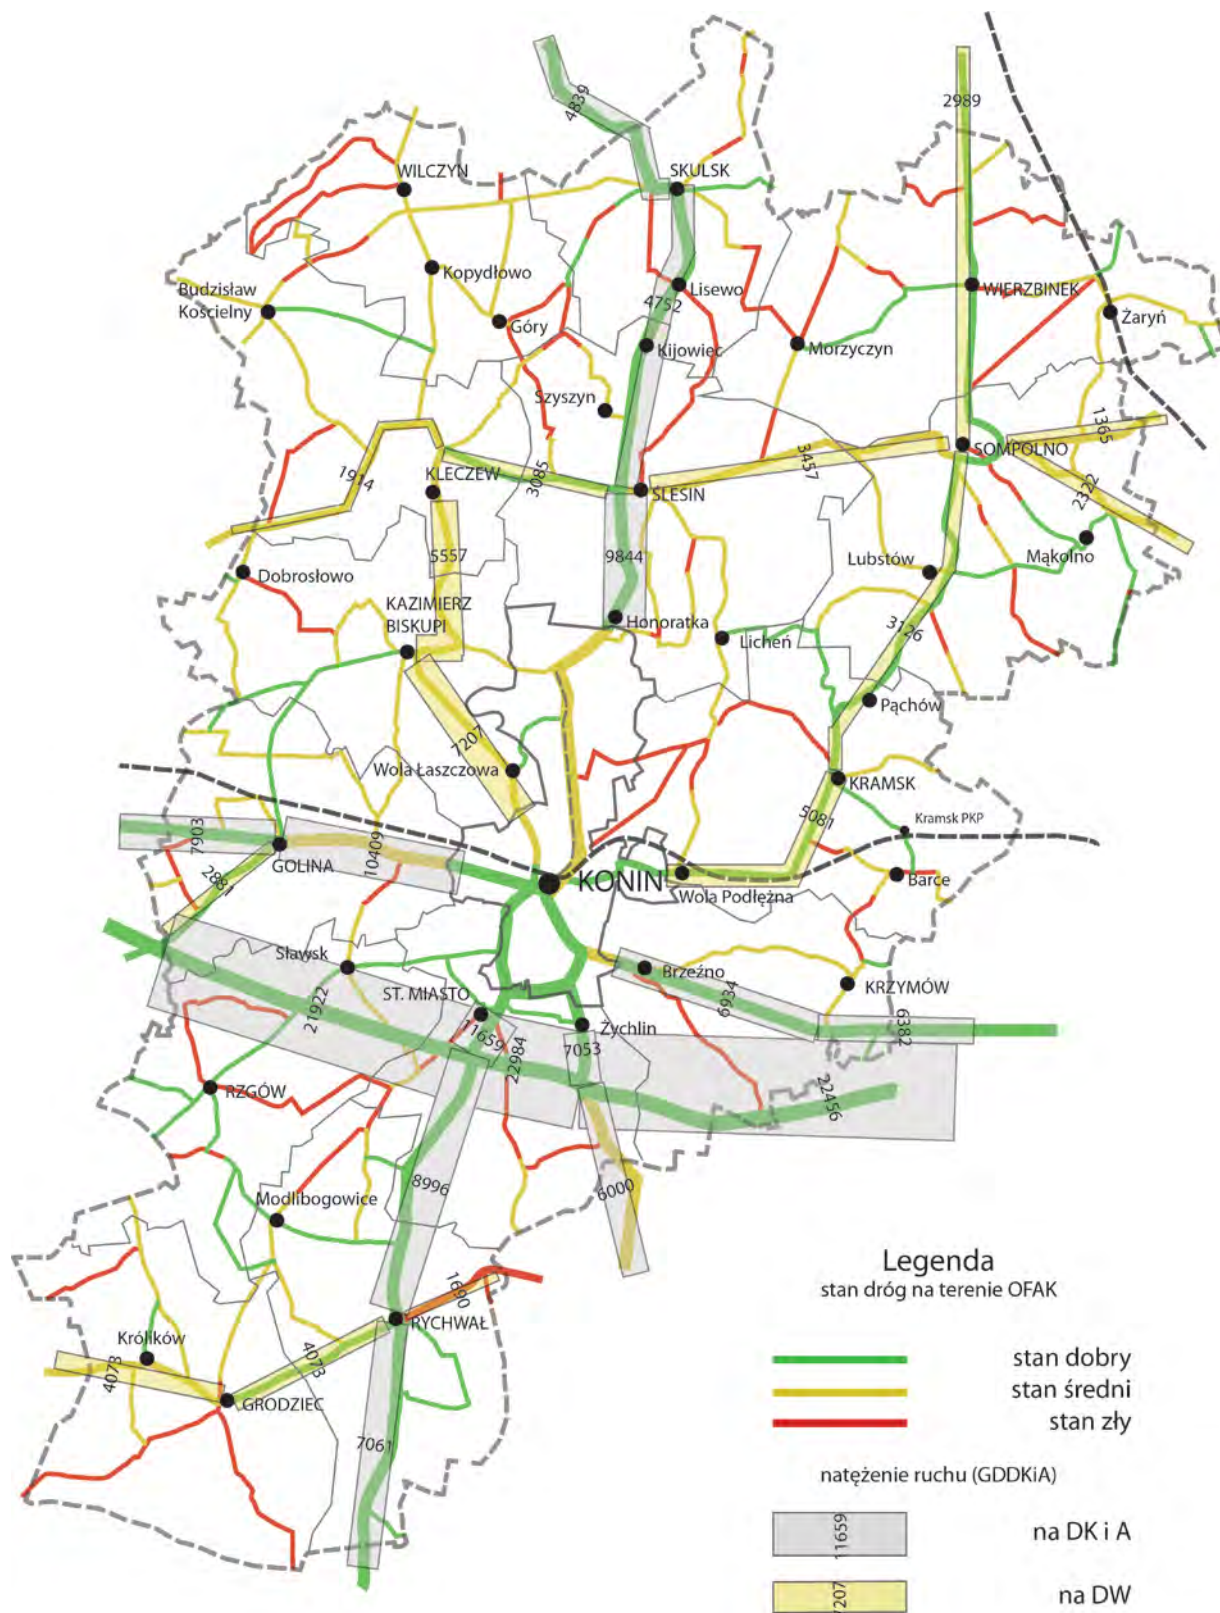 4839
2989
WILCZYN
SKULSK
Kopydłowo
Budzisław
Kościelny
Lisewo
WIERZBINEK
4752
Góry
Żaryń
Kijowiec
Morzyczyn
Szyszyn
1365
SOMPOLNO
3457
1914
KLECZEW
3085
ŚLESIN
2322
5557
9844
Lubstów
Mąkolno
Dobrosłowo
KAZIMIERZ
BISKUPI
Honoratka
3126
Licheń
Pąchów
7207
Wola Łaszczowa
KRAMSK
5081
Kramsk PKP
7903
GOLINA
10409
2881
KONIN
Wola Podłężna
Barce
Sławsk
Brzeźno
KRZYMÓW
6934
6382
21922
ST. MIASTO
11659
22984
Żychlin
7053
22456
RZGÓW
8996
6000
Modlibogowice
1690
RYCHWAŁ
Królików
4073
4073
GRODZIEC
7061
Legenda
stan dróg na terenie OFAK
stan dobry
stan średni
stan zły
natężenie ruchu (GDDKiA)
11659
na DK i A
7207
na DW